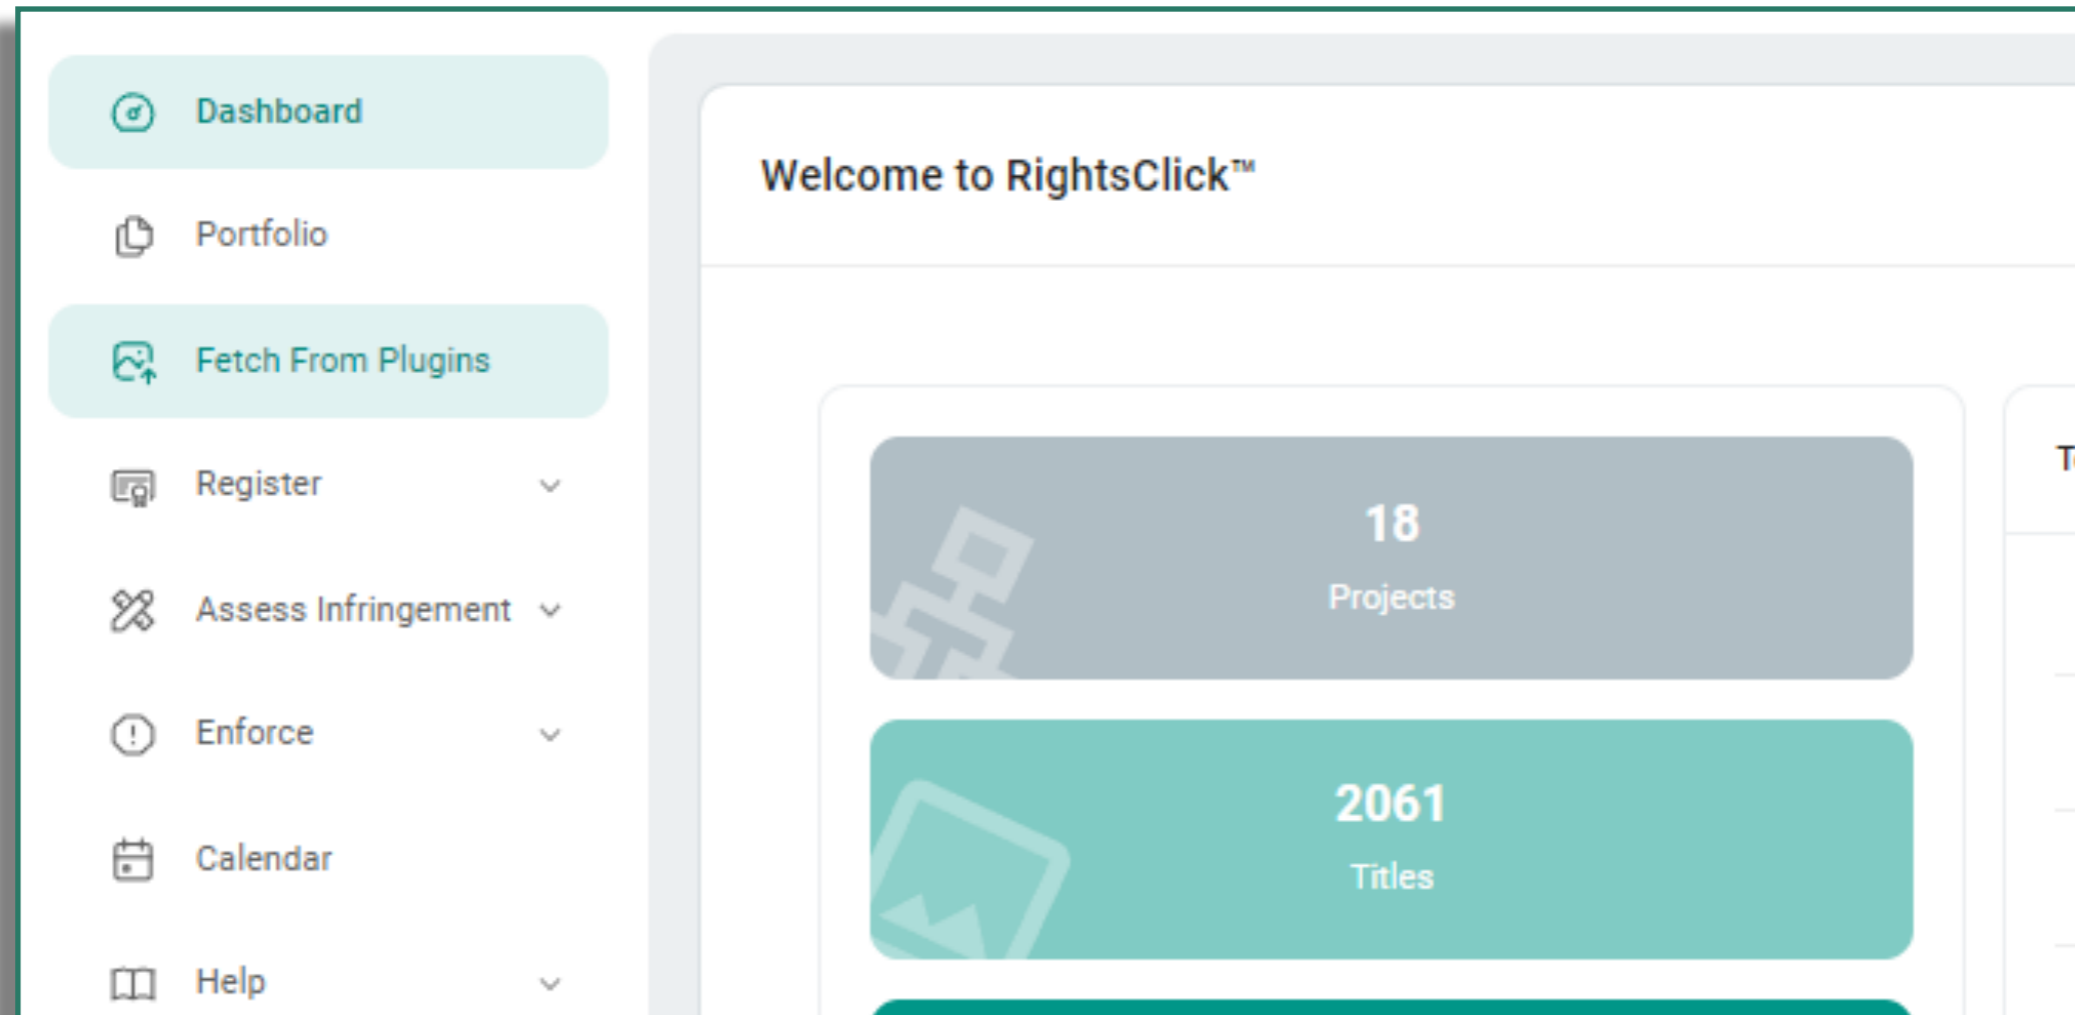 Dashboard
Portfolio
Fetch From Plugins
Register
Assess Infringement
Enforce
Calendar
Help
Welcome to RightsClick™
18
Projects
2061
Titles